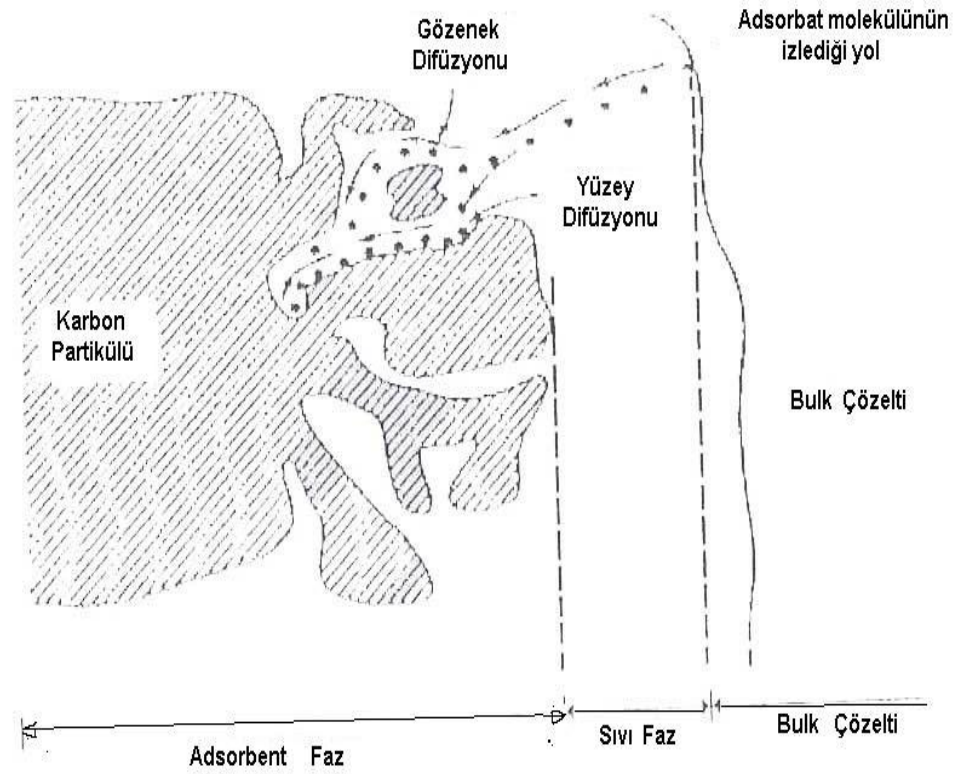 Gözenek
Difüzyonu
Adsorbat molekülünün
izlediği yol
Yüzey
Difüzyonu
Karbon
Partikülü
Bulk Çözelti
Adsorbent Faz
Sıvı Faz
Bulk Çözelti